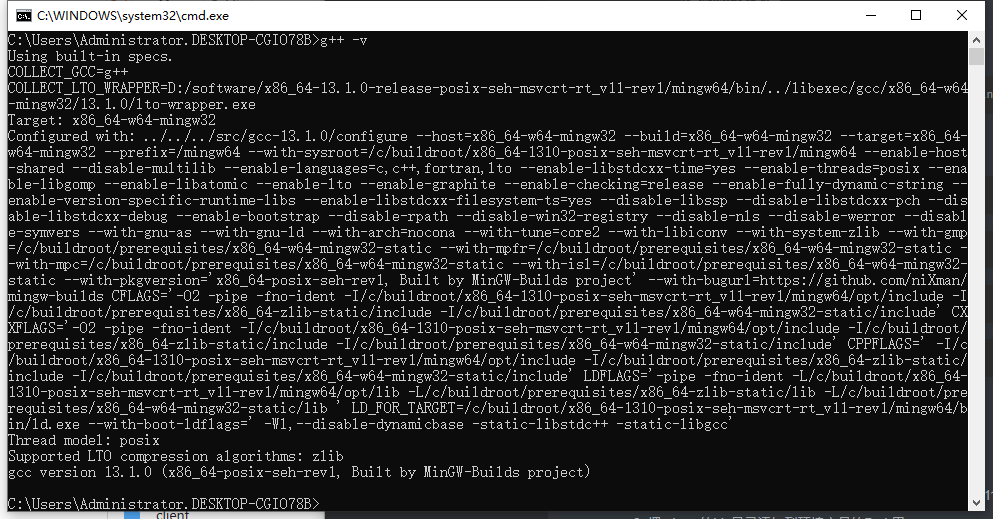 C:\WINDOWS\system32\cmd.exe
C:\Users\Administrator.DESKTOP-CGIO78B>g++ -v
Using built-in specs.
COLLECT_GCC=g++
COLLECT_LTO_WRAPPER=D:/software/x86_64-13.1.0-release-posix-seh-msvcrt-rt_v11-rev1/mingw64/bin/../libexec/gcc/x86_64-w64
-mingw32/13.1.0/lto-wrapper.exe
Target: x86_64-w64-mingw32
Configured with: ../../../src/gcc-13.1.0/configure --host=x86_64-w64-mingw32 --build=x86_64-w64-mingw32 --target=x86_64-
w64-mingw32 --prefix=/mingw64 --with-sysroot=/c/buildroot/x86_64-1310-posix-seh-msvcrt-rt_v11-rev1/mingw64 --enable-host
-shared --disable-multilib --enable-languages=c,c++,fortran,lto --enable-libstdcxx-time=yes --enable-threads=posix --ena
ble-libgomp --enable-libatomic --enable-lto --enable-graphite --enable-checking=release --enable-fully-dynamic-string --
enable-version-specific-runtime-libs --enable-libstdcxx-filesystem-ts=yes --disable-libssp --disable-libstdcxx-pch --dis
able-libstdcxx-debug --enable-bootstrap --disable-rpath --disable-win32-registry --disable-nls --disable-werror --disabl
e-symvers --with-gnu-as --with-gnu-ld --with-arch=nocona --with-tune=core2 --with-libiconv --with-system-zlib --with-gmp
=/c/buildroot/prerequisites/x86_64-w64-mingw32-static --with-mpfr=/c/buildroot/prerequisites/x86_64-w64-mingw32-static -
-with-mpc=/c/buildroot/prerequisites/x86_64-w64-mingw32-static --with-isl=/c/buildroot/prerequisites/x86_64-w64-mingw32-
static --with-pkgversion='x86_64-posix-seh-rev1, Built by MinGW-Builds project' --with-bugurl=https://github.com/niXman/
mingw-builds CFLAGS='-O2 -pipe -fno-ident -I/c/buildroot/x86_64-1310-posix-seh-msvcrt-rt_v11-rev1/mingw64/opt/include -I
/c/buildroot/prerequisites/x86_64-zlib-static/include -I/c/buildroot/prerequisites/x86_64-w64-mingw32-static/include' CX
XFLAGS='-O2 -pipe -fno-ident -I/c/buildroot/x86_64-1310-posix-seh-msvcrt-rt_v11-rev1/mingw64/opt/include -I/c/buildroot/
prerequisites/x86_64-zlib-static/include -I/c/buildroot/prerequisites/x86_64-w64-mingw32-static/include' CPPFLAGS=' -I/c
/buildroot/x86_64-1310-posix-seh-msvcrt-rt_v11-rev1/mingw64/opt/include -I/c/buildroot/prerequisites/x86_64-zlib-static/
include -I/c/buildroot/prerequisites/x86_64-w64-mingw32-static/include' LDFLAGS='-pipe -fno-ident -L/c/buildroot/x86_64-
1310-posix-seh-msvcrt-rt_v11-rev1/mingw64/opt/lib -L/c/buildroot/prerequisites/x86_64-zlib-static/lib -L/c/buildroot/pre
requisites/x86_64-w64-mingw32-static/lib ' LD_FOR_TARGET=/c/buildroot/x86_64-1310-posix-seh-msvcrt-rt_v11-rev1/mingw64/b
in/ld.exe --with-boot-ldflags=' -Wl,--disable-dynamicbase -static-libstdc++ -static-libgcc'
Thread model: posix
Supported LTO compression algorithms: zlib
gcc version 13.1.0 (x86_64-posix-seh-rev1, Built by MinGW-Builds project)
C:\Users\Administrator.DESKTOP-CGIO78B>
client